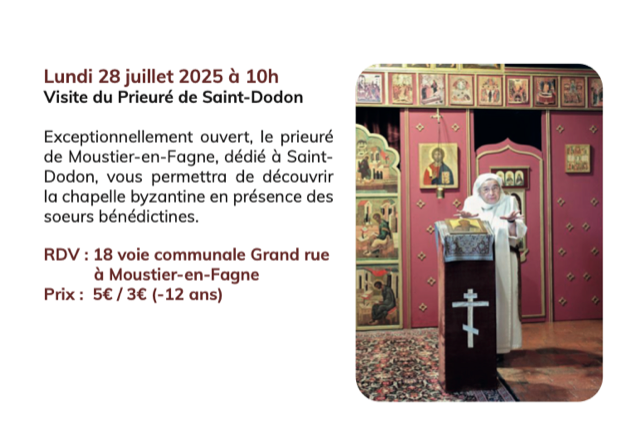 Lundi 28 juillet 2025 à 10h
Visite du Prieuré de Saint-Dodon
Exceptionnellement ouvert, le prieuré
de Moustier-en-Fagne, dédié à Saint-
Dodon, vous permettra de découvrir
la chapelle byzantine en présence des
soeurs bénédictines.
RDV : 18 voie communale Grand rue
à Moustier-en-Fagne
Prix : 5€ / 3€ (-12 ans)